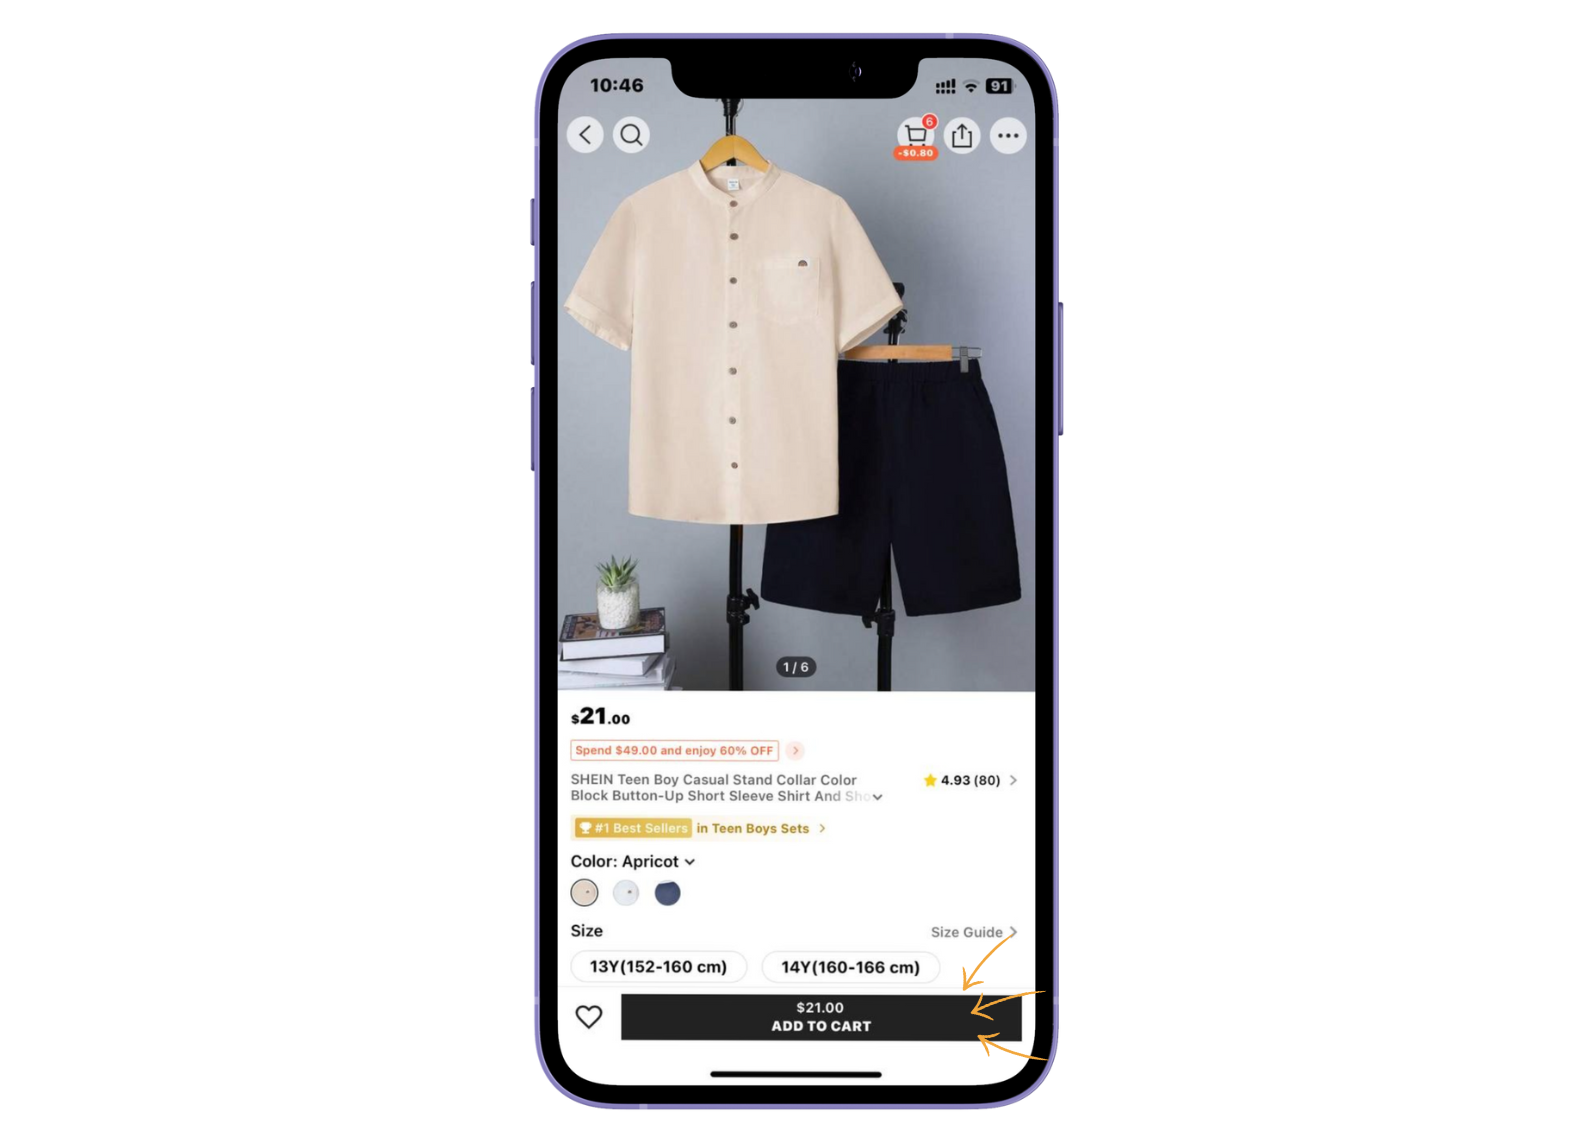 10:46
91
6
-$0.80
1 / 6
$21.00
Spend $49.00 and enjoy 60% OFF
SHEIN Teen Boy Casual Stand Collar Color
4.93 (80)
Block Button-Up Short Sleeve Shirt And Sho
#1 Best Sellers in Teen Boys Sets
Color: Apricot
Size
Size Guide
13Y(152-160 cm)
14Y(160-166 cm)
$21.00
ADD TO CART